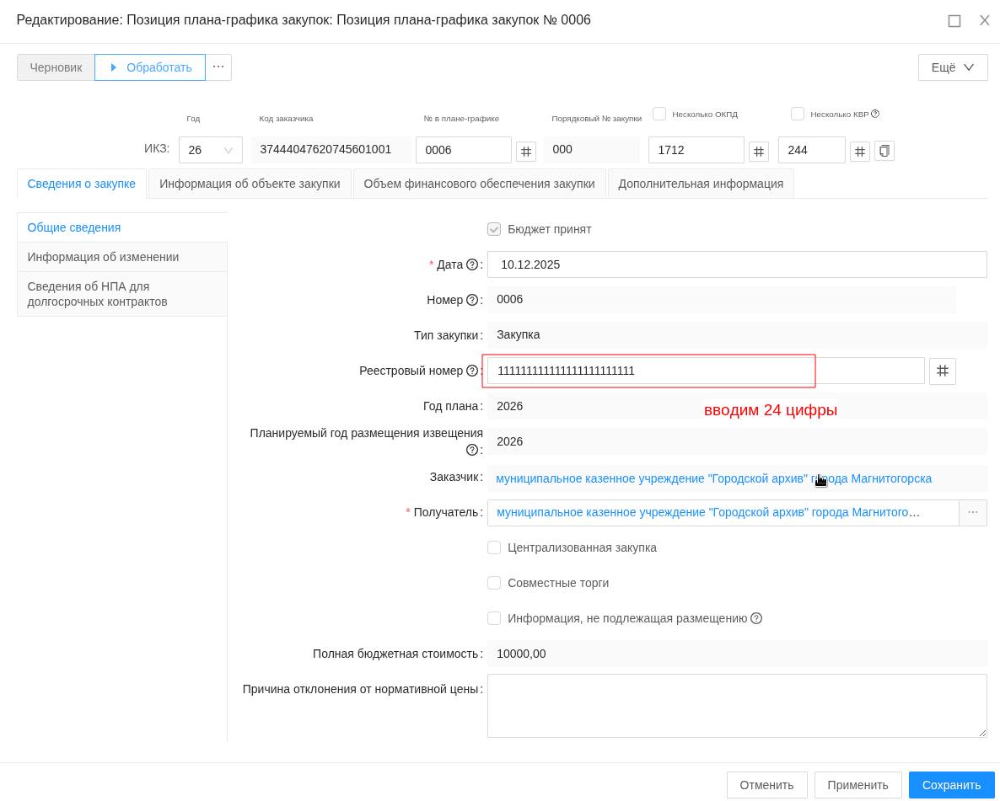 Редактирование: Позиция плана-графика закупок: Позиция плана-графика закупок № 0006
Черновик Обработать ... Ещё
Год Код заказчика № в плане-графике Порядковый № закупки Несколько ОКПД Несколько КВР ?
ИКЗ: 26 37444047620745601001 0006 # 000 1712 # 244 #
Сведения о закупке Информация об объекте закупки Объем финансового обеспечения закупки Дополнительная информация
Общие сведения
Информация об изменении
Сведения об НПА для
долгосрочных контрактов
Бюджет принят
* Дата ?: 10.12.2025
Номер ?: 0006
Тип закупки: Закупка
Реестровый номер ?: 111111111111111111111111 #
Год плана: 2026
вводим 24 цифры
Планируемый год размещения извещения
?: 2026
Заказчик: муниципальное казенное учреждение "Городской архив" города Магнитогорска
* Получатель: муниципальное казенное учреждение "Городской архив" города Магнитого... ...
Централизованная закупка
Совместные торги
Информация, не подлежащая размещению ?
Полная бюджетная стоимость: 10000,00
Причина отклонения от нормативной цены:
Отменить Применить Сохранить